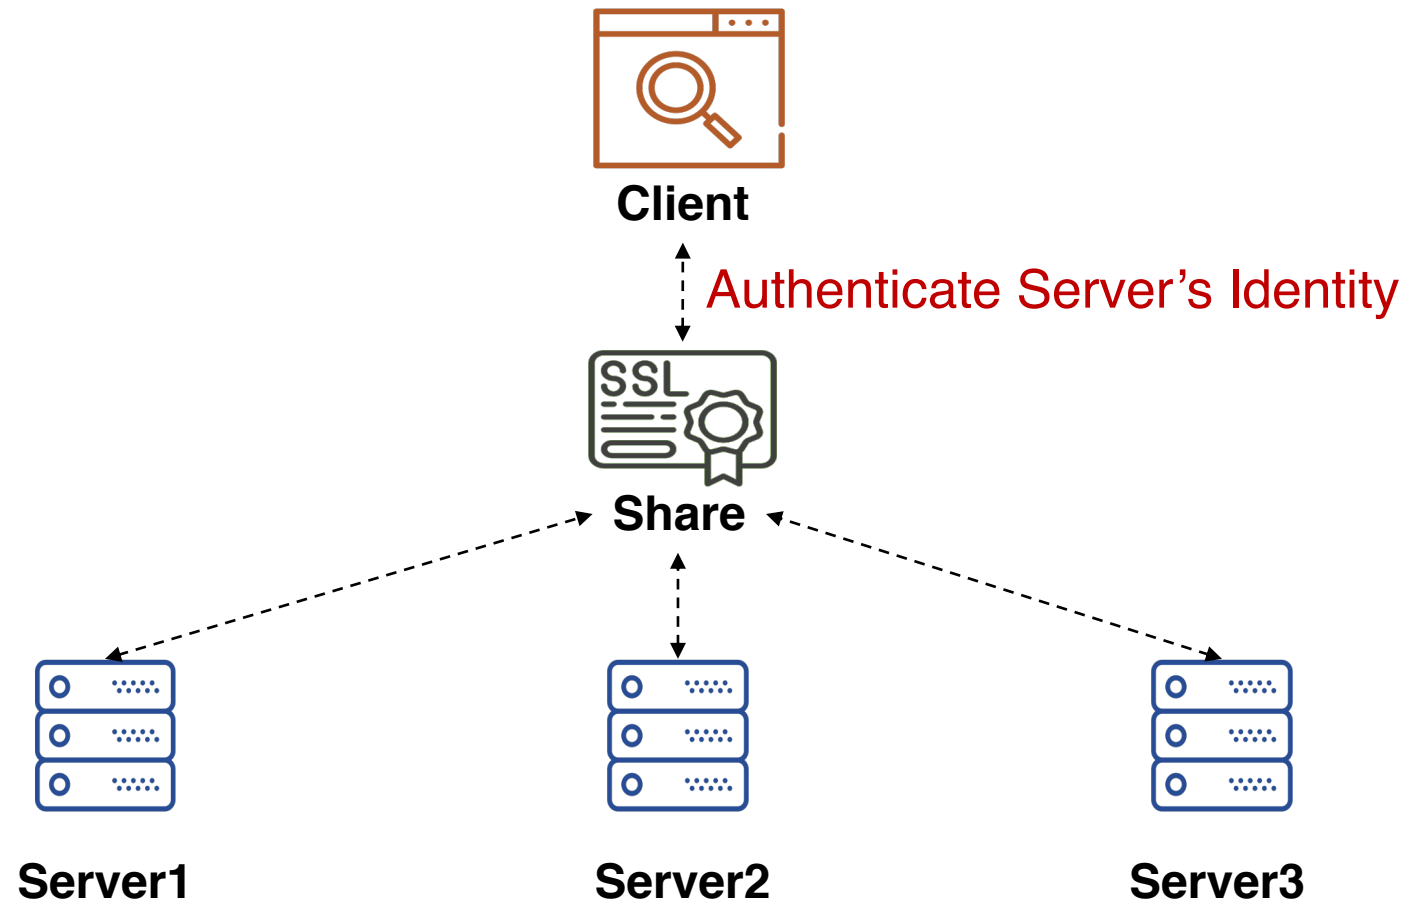 Client
Authenticate Server’s Identity
SSL
Share
Server1
Server2
Server3